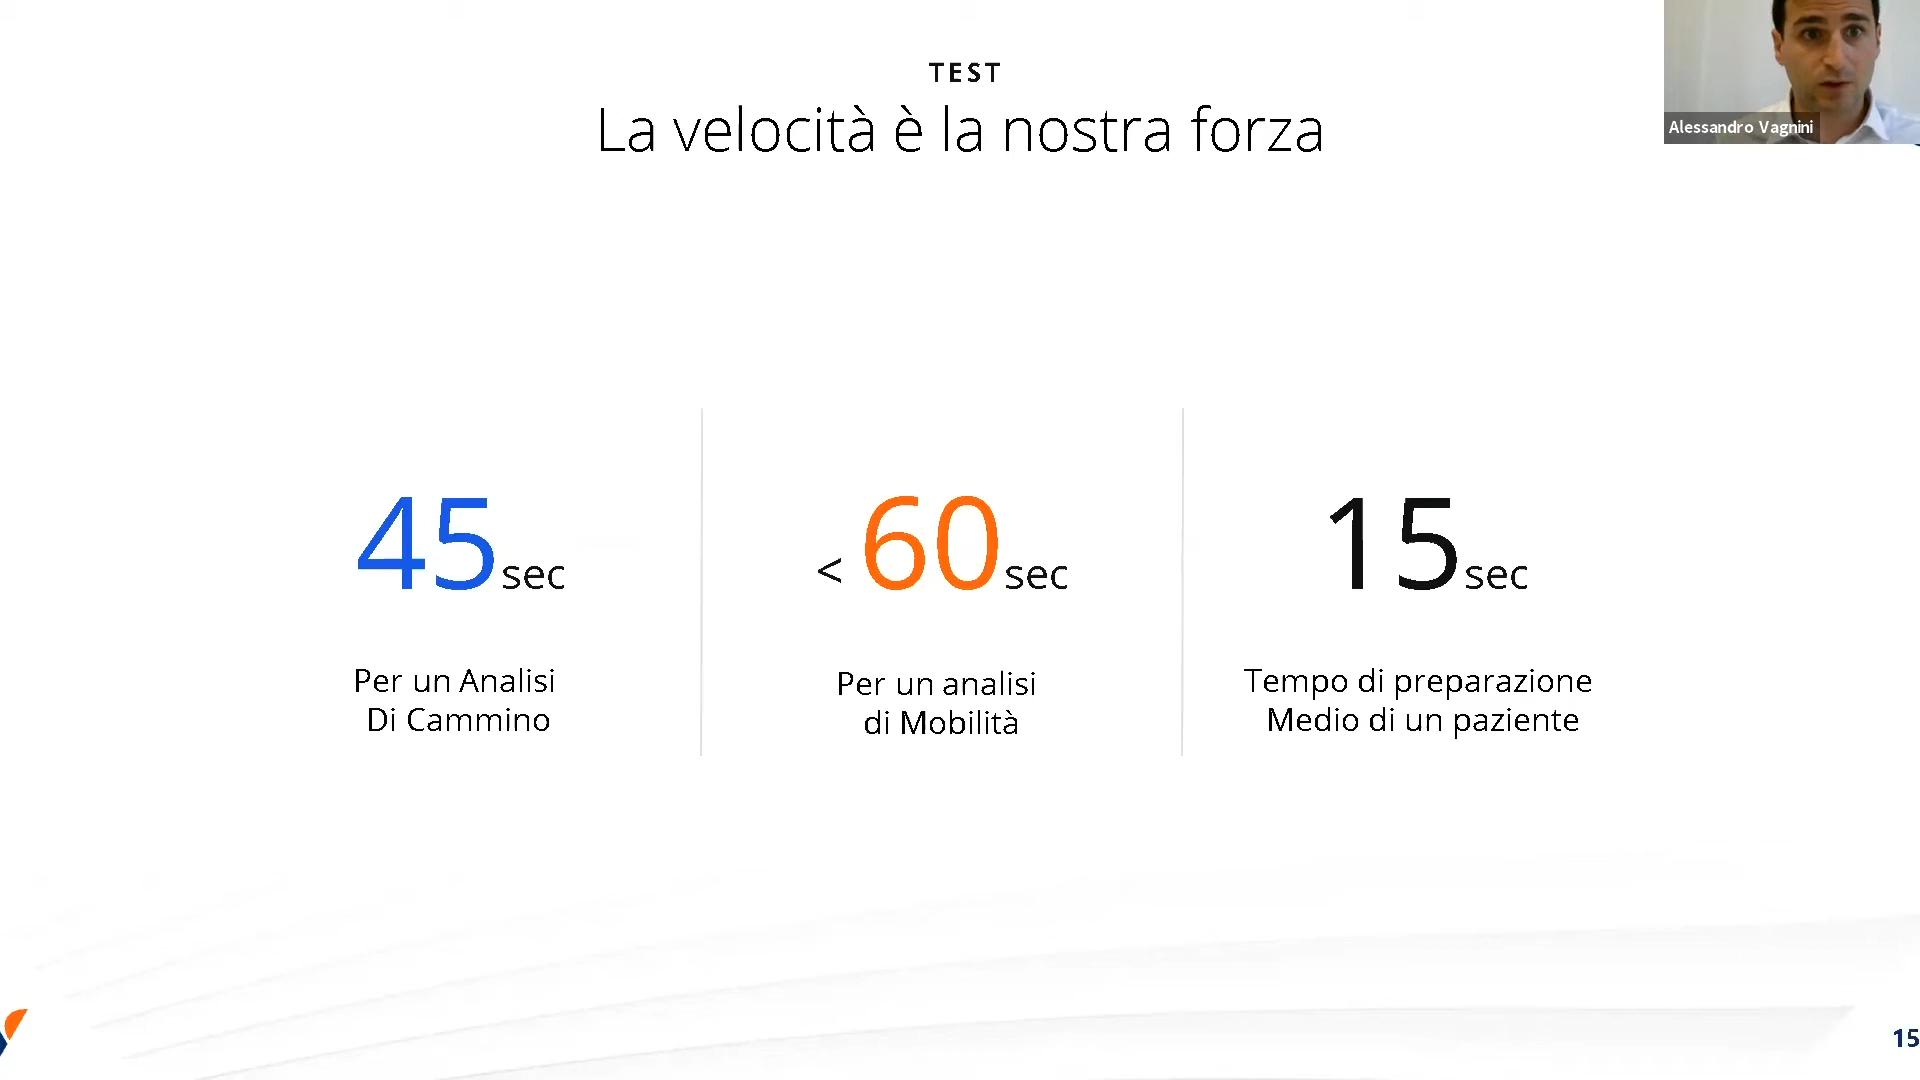 TEST
La velocità è la nostra forza
Alessandro Vagnini
45sec
Per un Analisi
Di Cammino
< 60sec
Per un analisi
di Mobilità
15sec
Tempo di preparazione
Medio di un paziente
15